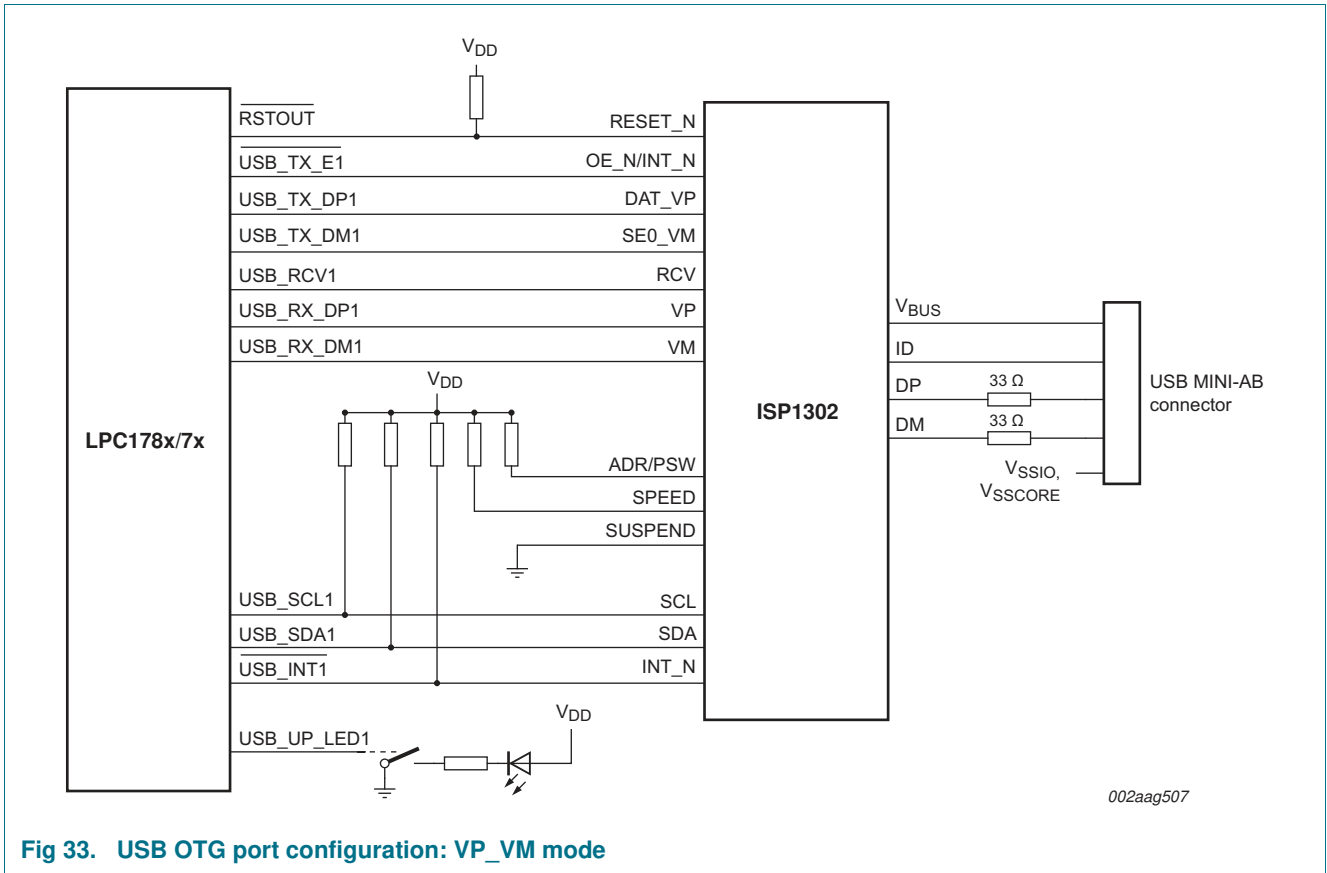 VDD
RSTOUT
RESET_N
USB_TX_E1
OE_N/INT_N
USB_TX_DP1
DAT_VP
USB_TX_DM1
SE0_VM
USB_RCV1
RCV
USB_RX_DP1
VP
USB_RX_DM1
VM
VDD
LPC178x/7x
ISP1302
VBUS
ID
DP
33 Ω
DM
33 Ω
VSSIO,
VSSCORE
USB MINI-AB
connector
ADR/PSW
SPEED
SUSPEND
USB_SCL1
SCL
USB_SDA1
SDA
USB_INT1
INT_N
USB_UP_LED1
VDD
002aag507
Fig 33. USB OTG port configuration: VP_VM mode